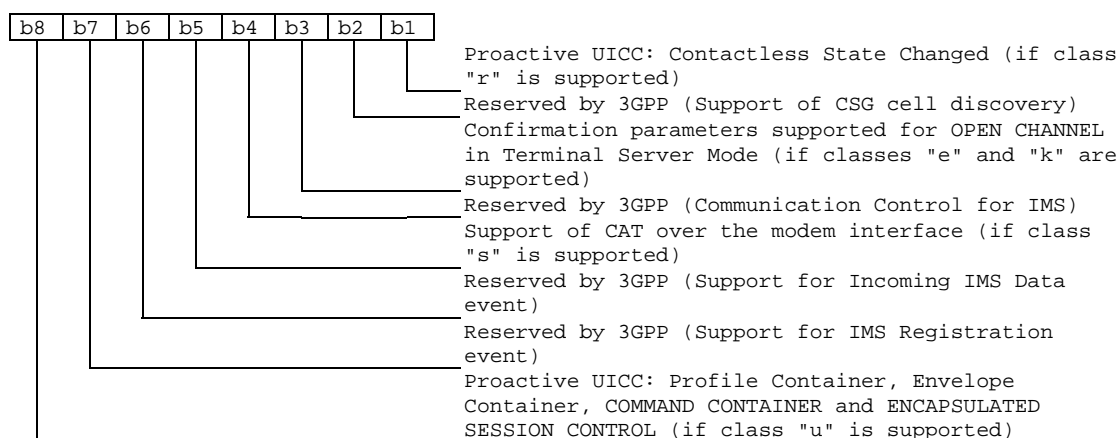 b8 b7 b6 b5 b4 b3 b2 b1
Proactive UICC: Contactless State Changed (if class
"r" is supported)
Reserved by 3GPP (Support of CSG cell discovery)
Confirmation parameters supported for OPEN CHANNEL
in Terminal Server Mode (if classes "e" and "k" are
supported)
Reserved by 3GPP (Communication Control for IMS)
Support of CAT over the modem interface (if class
"s" is supported)
Reserved by 3GPP (Support for Incoming IMS Data
event)
Reserved by 3GPP (Support for IMS Registration
event)
Proactive UICC: Profile Container, Envelope
Container, COMMAND CONTAINER and ENCAPSULATED
SESSION CONTROL (if class "u" is supported)